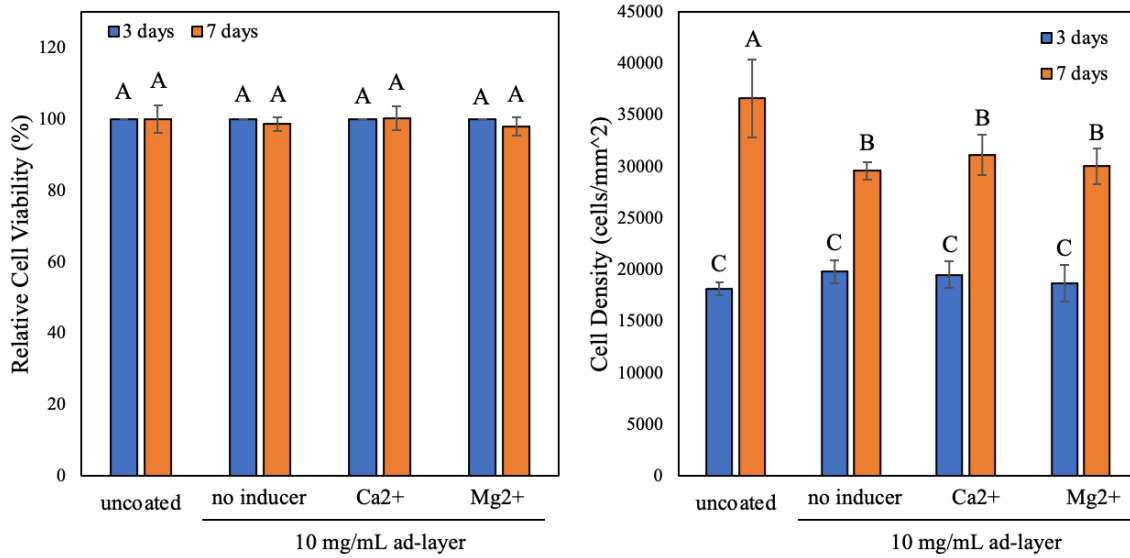 Relative Cell Viability (%)
120
100
80
60
40
20
0
3 days
7 days
A A A A A A A A
uncoated no inducer Ca2+ Mg2+
10 mg/mL ad-layer
Cell Density (cells/mm^2)
45000
40000
35000
30000
25000
20000
15000
10000
5000
0
3 days
7 days
C A C B C B C B
uncoated no inducer Ca2+ Mg2+
10 mg/mL ad-layer